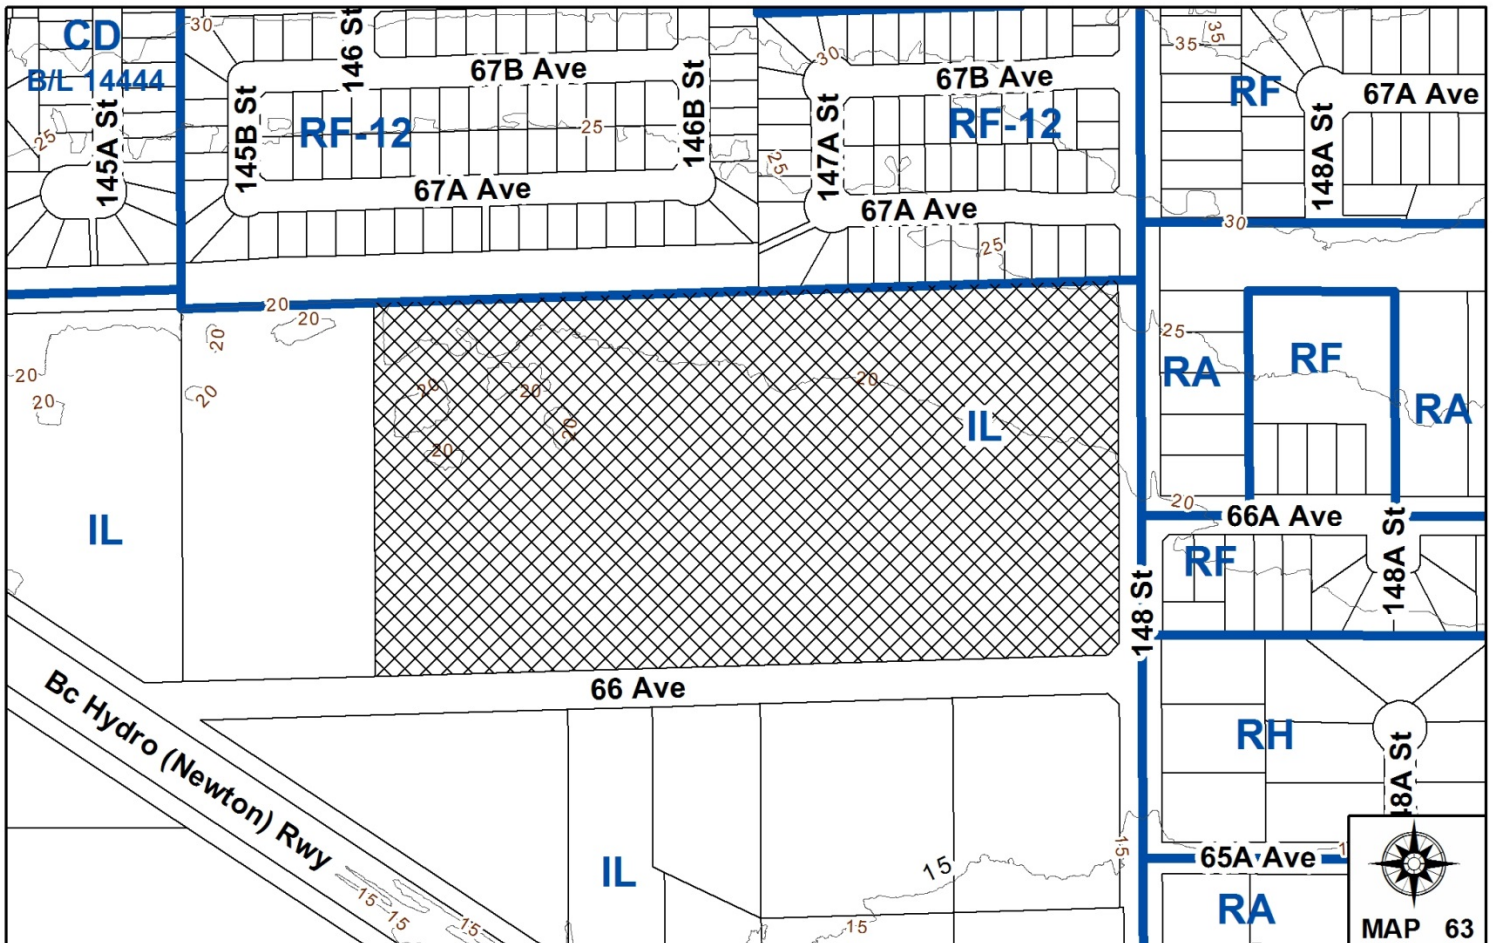 CD
B/L 14444
30
146 St
67B Ave
30
67B Ave
35
35
RF
67A Ave
25
145A St
145B St
RF-12
25
146B St
25
147A St
RF-12
148A St
67A Ave
67A Ave
25
30
20
20
20
20
20
20
20
20
20
20
20
IL
25
RA
RF
RA
IL
20
66A Ave
RF
148A St
148 St
66 Ave
Bc Hydro (Newton) Rwy
RH
48A St
IL
15
15
15
15
15
15
65A Ave
RA
MAP 63